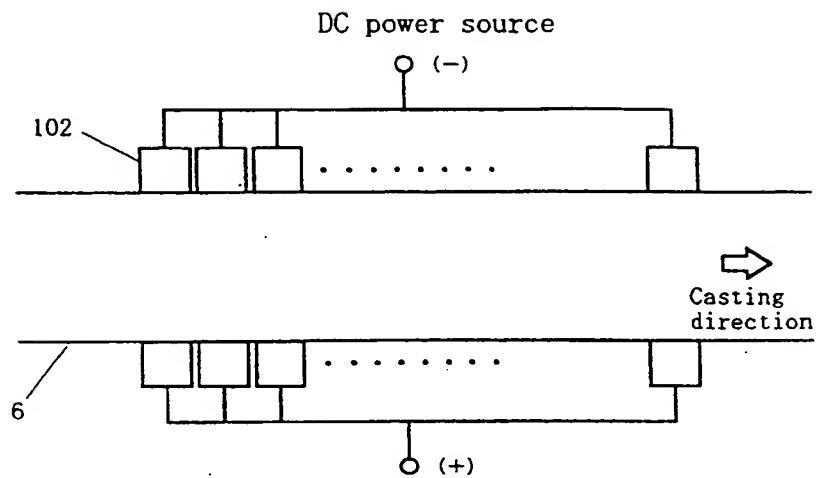 DC power source
(−)
102
Casting
direction
6
(+)